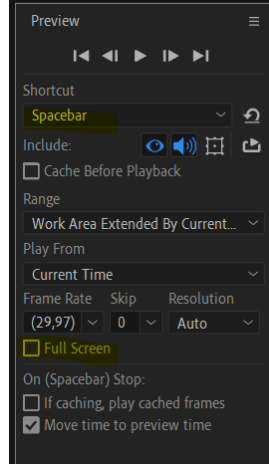 Preview
Shortcut
Spacebar
Include:
Cache Before Playback
Range
Work Area Extended By Current...
Play From
Current Time
Frame Rate Skip Resolution
(29,97) 0 Auto
Full Screen
On (Spacebar) Stop:
If caching, play cached frames
Move time to preview time